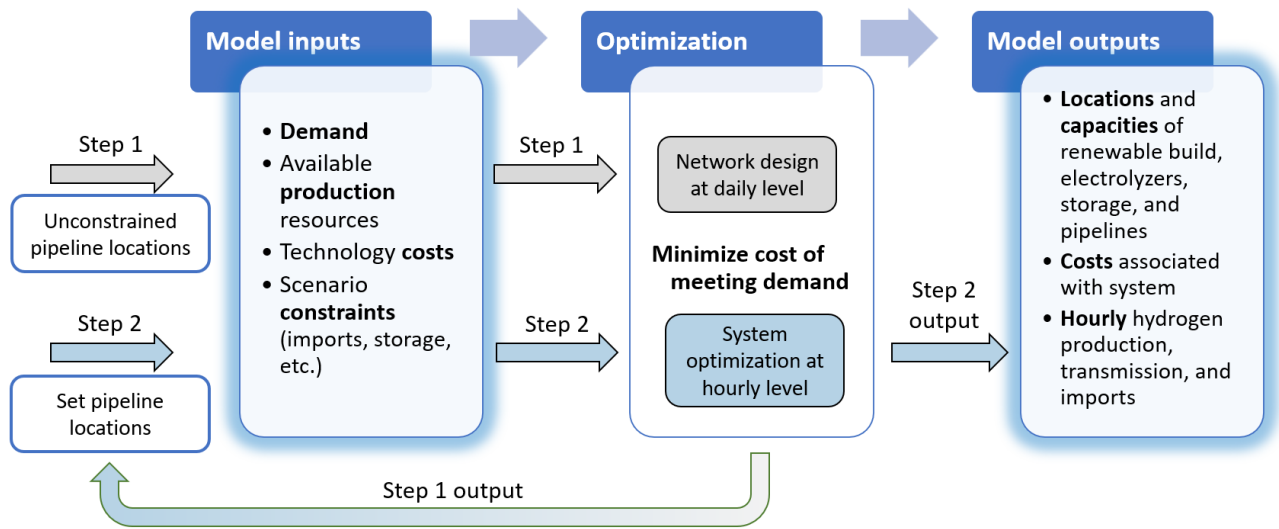 Model inputs
Optimization
Model outputs
Step 1
Unconstrained
pipeline locations
Step 2
Set pipeline
locations
• Demand
• Available
production
resources
• Technology costs
• Scenario
constraints
(imports, storage,
etc.)
Step 1
Step 2
Network design
at daily level
Minimize cost of
meeting demand
System
optimization at
hourly level
Step 2
output
• Locations and
capacities of
renewable build,
electrolyzers,
storage, and
pipelines
• Costs associated
with system
• Hourly hydrogen
production,
transmission, and
imports
Step 1 output